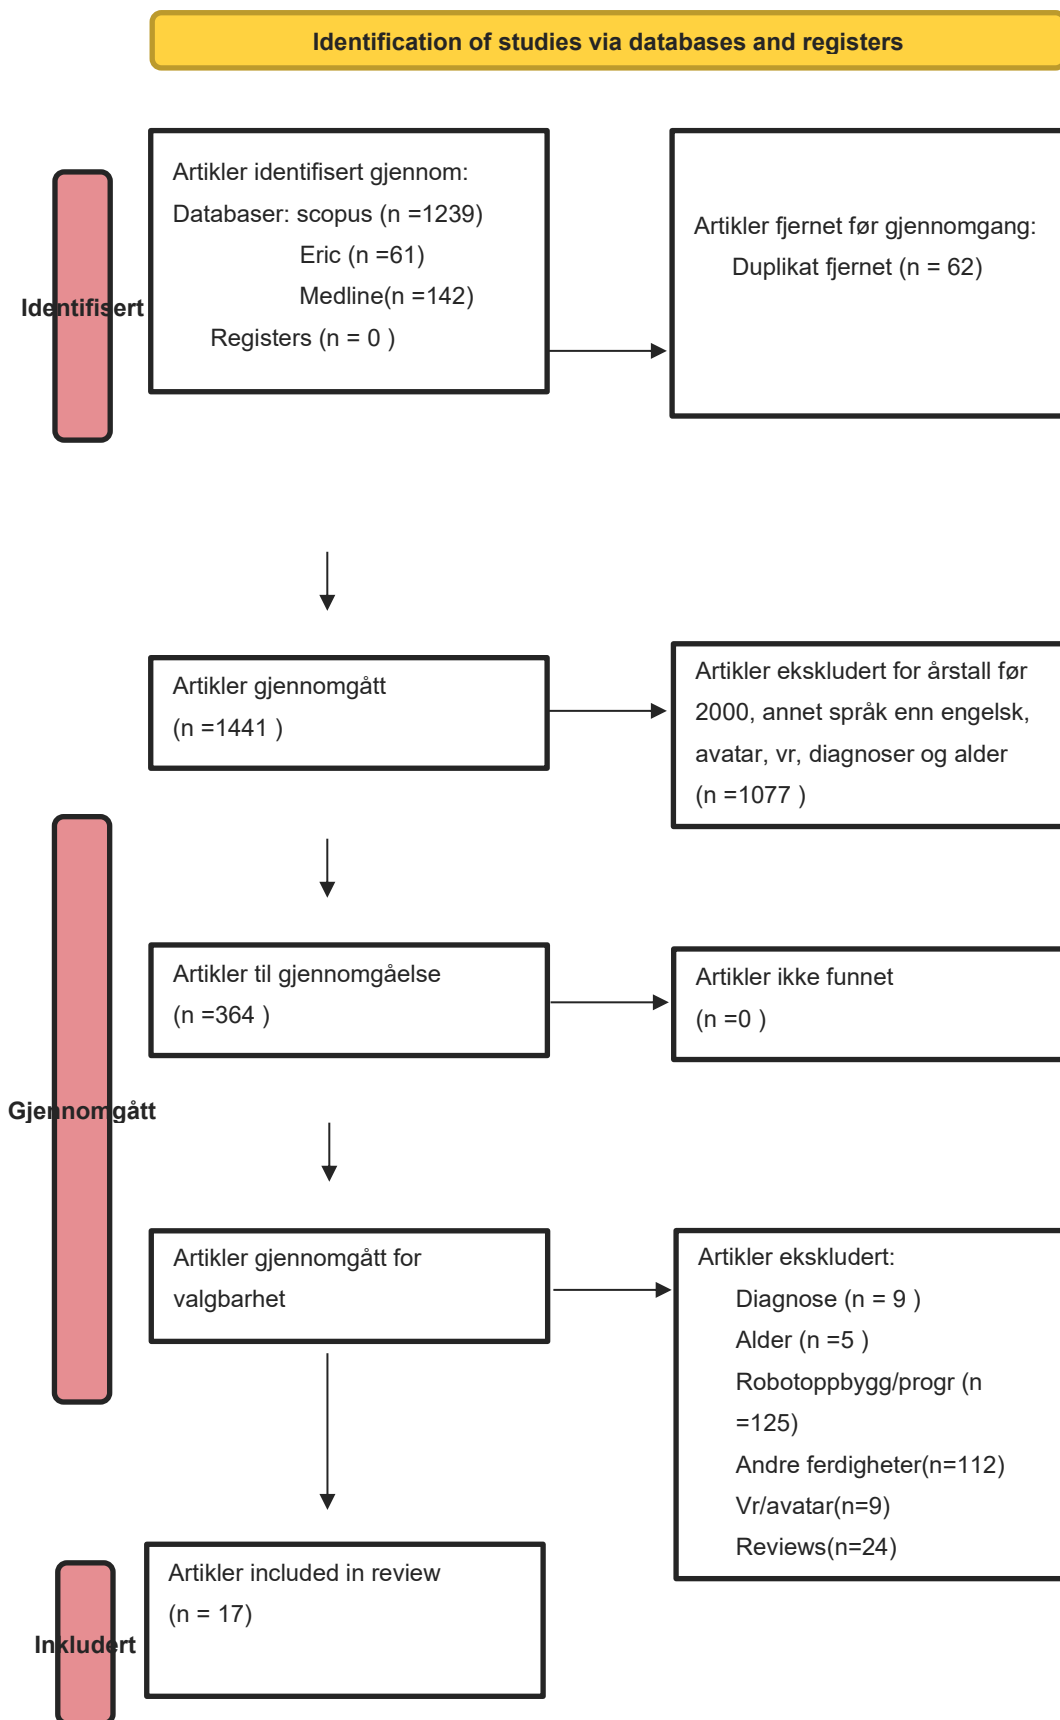 Identification of studies via databases and registers
Identifisert
Artikler identifisert gjennom:
Databaser: scopus (n =1239)
Eric (n =61)
Medline(n =142)
Registers (n = 0 )
Artikler fjernet før gjennomgang:
Duplikat fjernet (n = 62)
Artikler gjennomgått
(n =1441 )
Artikler ekskludert for årstall før
2000, annet språk enn engelsk,
avatar, vr, diagnoser og alder
(n =1077 )
Gjennomgått
Artikler til gjennomgåelse
(n =364 )
Artikler ikke funnet
(n =0 )
Artikler gjennomgått for
valgbarhet
Artikler ekskludert:
Diagnose (n = 9 )
Alder (n =5 )
Robotoppbygg/progr (n
=125)
Andre ferdigheter(n=112)
Vr/avatar(n=9)
Reviews(n=24)
Inkludert
Artikler included in review
(n = 17)